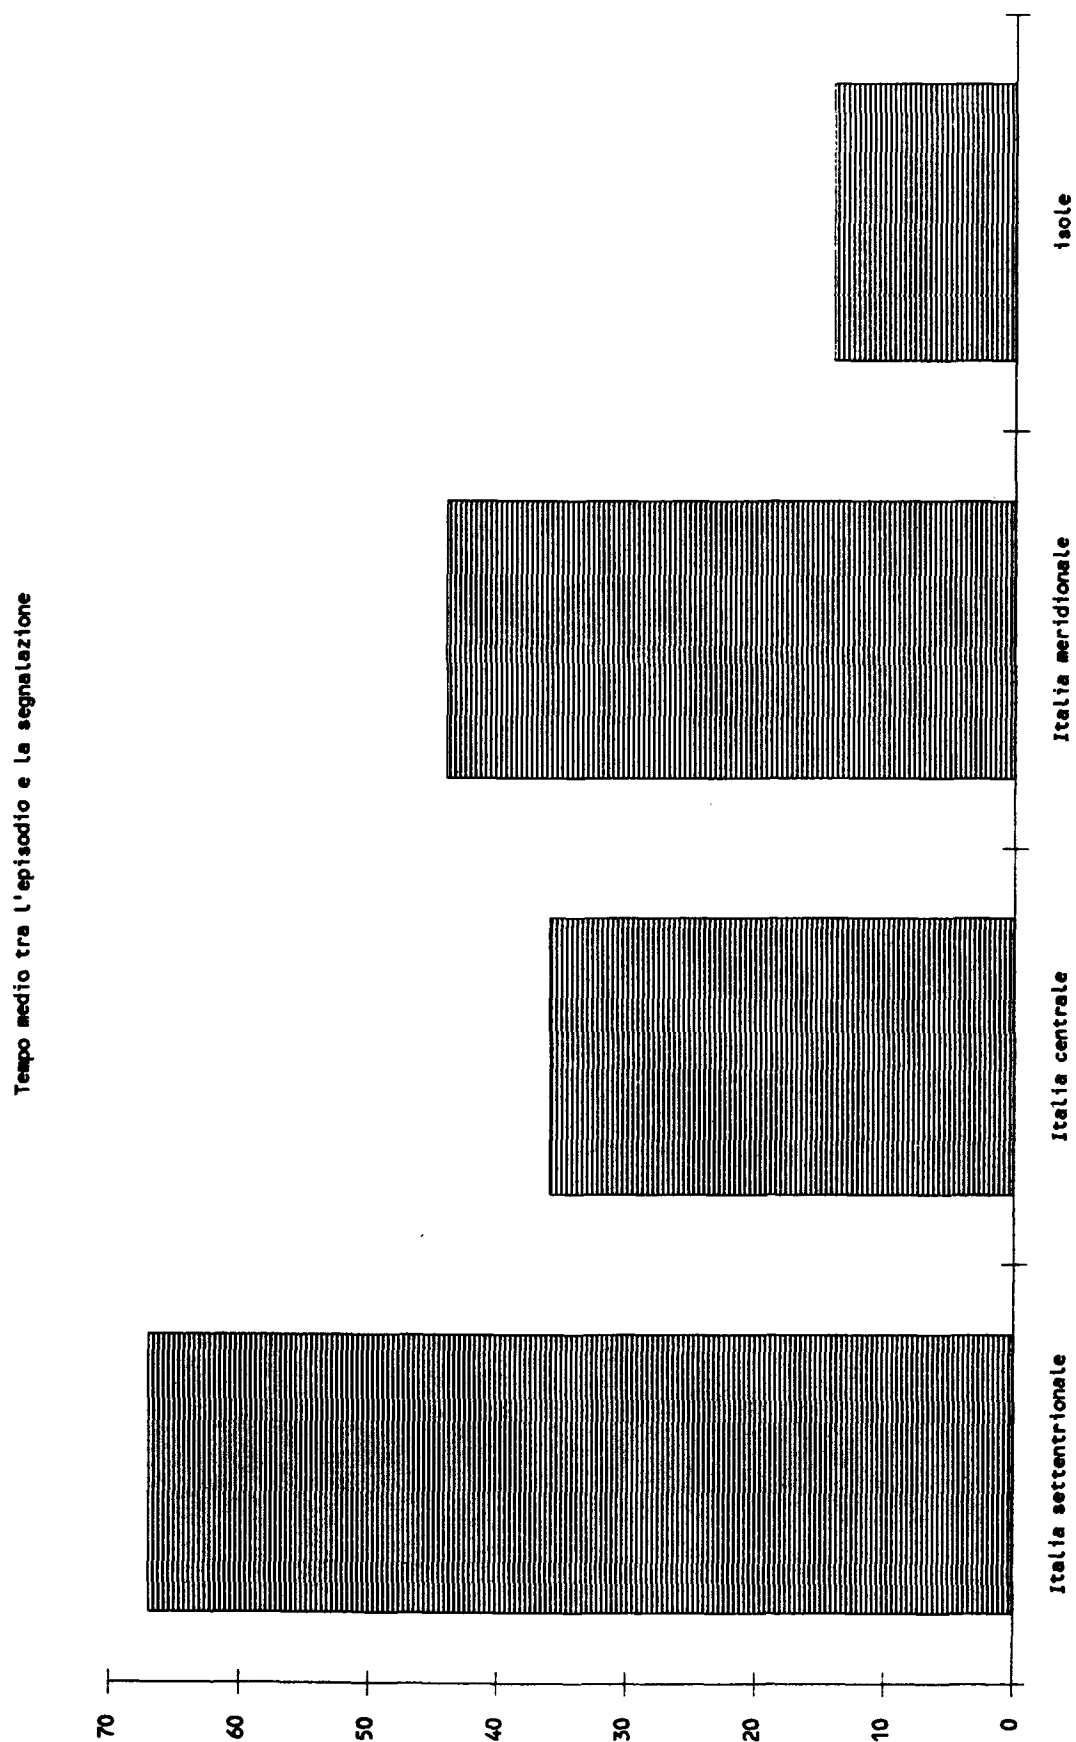 Tempo medio tra l'episodio e la segnalazione
70
60
50
40
30
20
10
0
Italia settentrionale
Italia centrale
Italia meridionale
isole